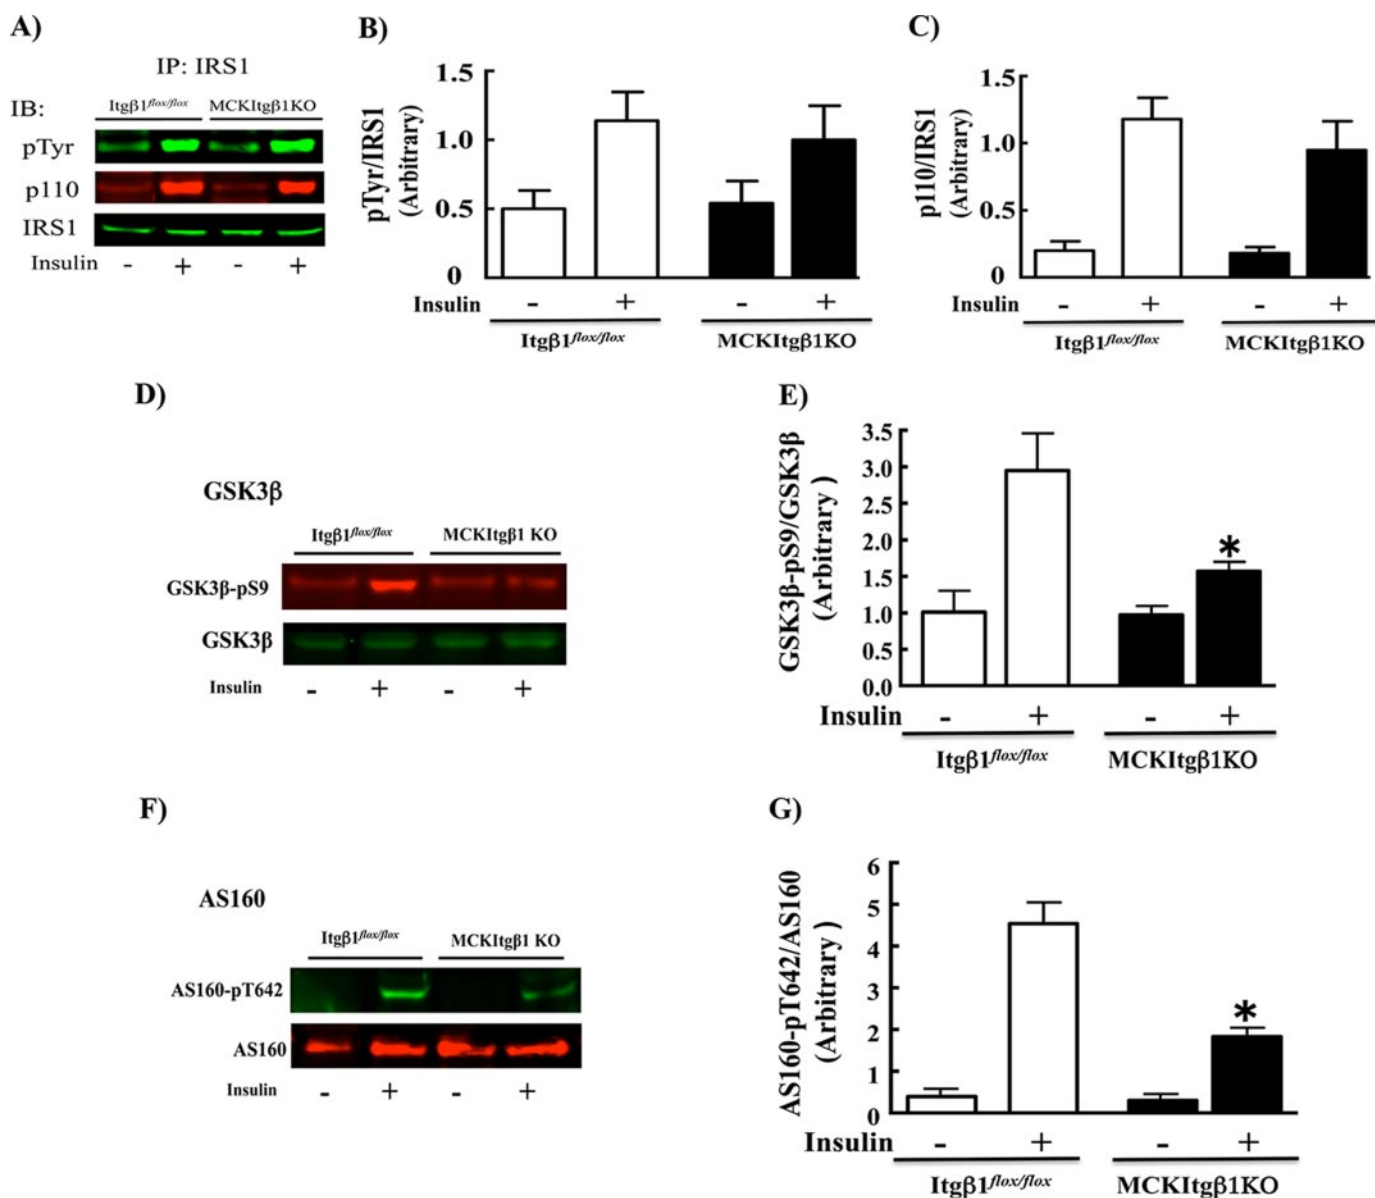 A)
IP: IRS1
IB:
Itgβ1flox/flox MCKItgβ1KO
pTyr
p110
IRS1
Insulin - + - +
B)
pTyr/IRS1
(Arbitrary)
1.5
1.0
0.5
0
Insulin - + - +
Itgβ1flox/flox MCKItgβ1KO
C)
p110/IRS1
(Arbitrary)
1.5
1.0
0.5
0
Insulin - + - +
Itgβ1flox/flox MCKItgβ1KO
D)
GSK3β
Itgβ1flox/flox MCKItgβ1 KO
GSK3β-pS9
GSK3β
Insulin - + - +
E)
GSK3β-pS9/GSK3β
(Arbitrary )
3.5
3.0
2.5
2.0
1.5
1.0
0.5
0.0
*
Insulin - + - +
Itgβ1flox/flox MCKItgβ1KO
F)
AS160
Itgβ1flox/flox MCKItgβ1 KO
AS160-pT642
AS160
Insulin - + - +
G)
AS160-pT642/AS160
(Arbitrary )
6
5
4
3
2
1
0
*
Insulin - + - +
Itgβ1flox/flox MCKItgβ1KO